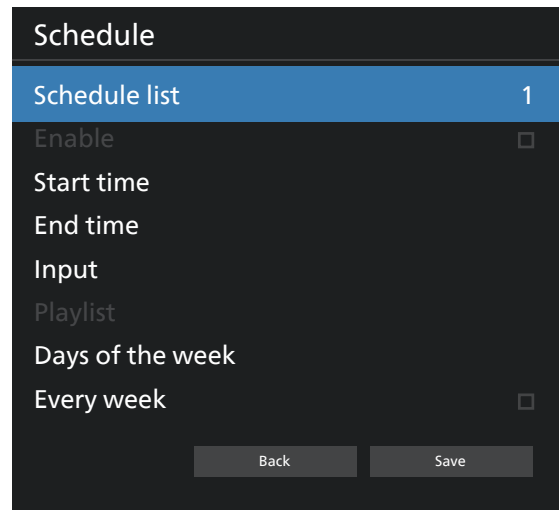 Schedule
Schedule list 1
Enable
Start time
End time
Input
Playlist
Days of the week
Every week
Back Save